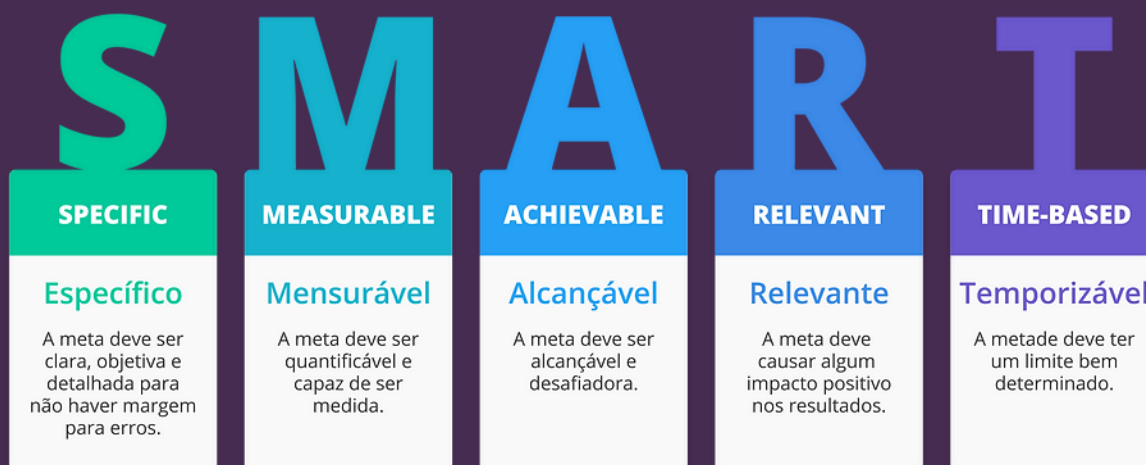 S M A R T
SPECIFIC
Específico
A meta deve ser
clara, objetiva e
detalhada para
não haver margem
para erros.
MEASURABLE
Mensurável
A meta deve ser
quantificável e
capaz de ser
medida.
ACHIEVABLE
Alcançável
A meta deve ser
alcançável e
desafiadora.
RELEVANT
Relevante
A meta deve
causar algum
impacto positivo
nos resultados.
TIME-BASED
Temporizável
A metade deve ter
um limite bem
determinado.